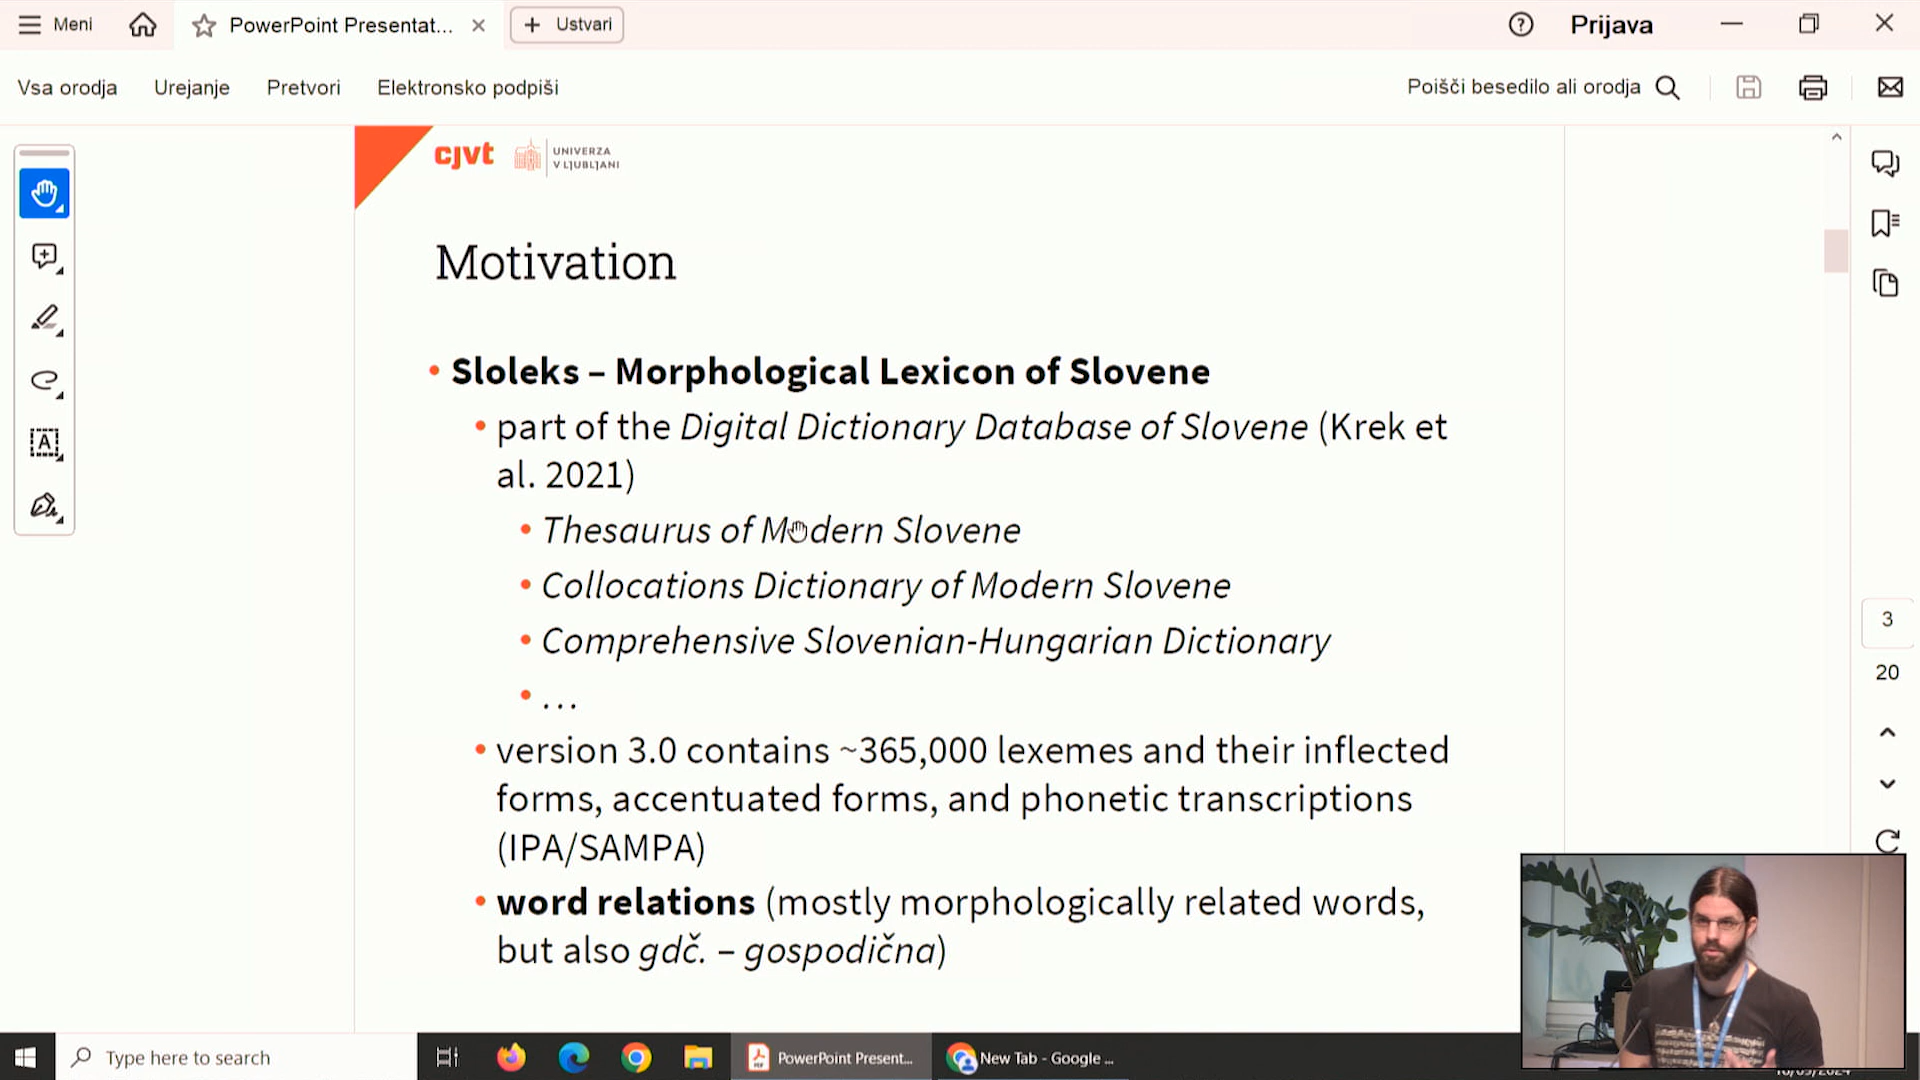 Meni
PowerPoint Presentat...
Ustvari
Prijava
Vsa orodja
Urejanje
Pretvori
Elektronsko podpiši
Poišči besedilo ali orodja
cjvt
UNIVERZA
V LJUBLJANI
Motivation
• Sloleks – Morphological Lexicon of Slovene
• part of the Digital Dictionary Database of Slovene (Krek et
al. 2021)
• Thesaurus of Modern Slovene
• Collocations Dictionary of Modern Slovene
• Comprehensive Slovenian-Hungarian Dictionary
• …
• version 3.0 contains ~365,000 lexemes and their inflected
forms, accentuated forms, and phonetic transcriptions
(IPA/SAMPA)
• word relations (mostly morphologically related words,
but also gdč. – gospodična)
3
20
Type here to search
PowerPoint Present...
New Tab - Google ...